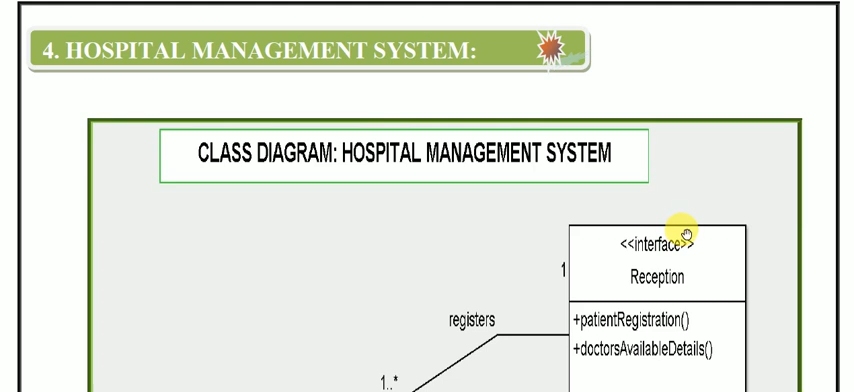 4. HOSPITAL MANAGEMENT SYSTEM:
CLASS DIAGRAM: HOSPITAL MANAGEMENT SYSTEM
<<interface>>
1
Reception
registers
+patientRegistration()
+doctorsAvailableDetails()
1..*